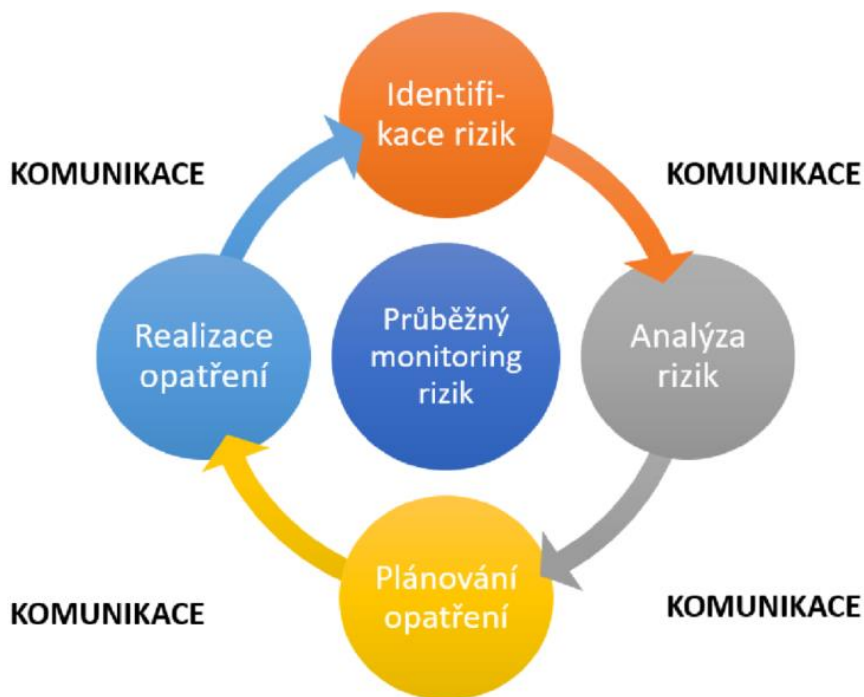 Identifi-
kace rizik
KOMUNIKACE
KOMUNIKACE
Realizace
opatření
Průběžný
monitoring
rizik
Analýza
rizik
Plánování
opatření
KOMUNIKACE
KOMUNIKACE